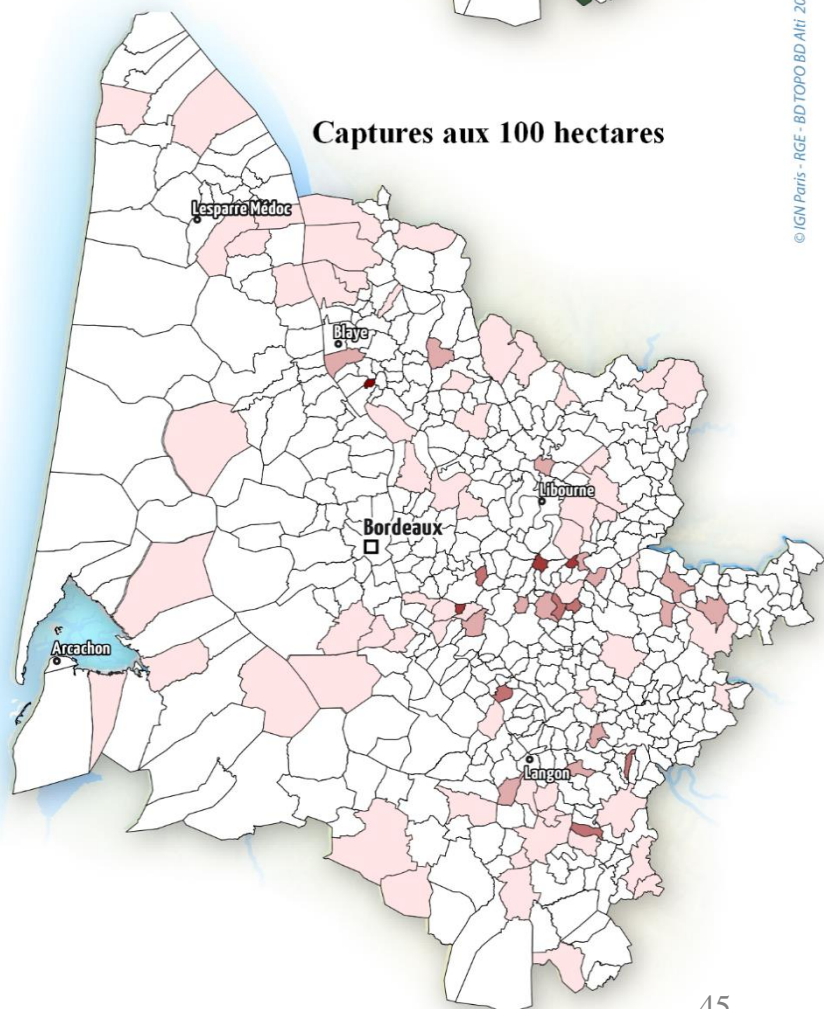 © IGN Paris - RGE - BD TOPO BD Alti 20
Captures aux 100 hectares
Lesparre Médoc
Blaye
Libourne
Bordeaux
Arcachon
Langon
45